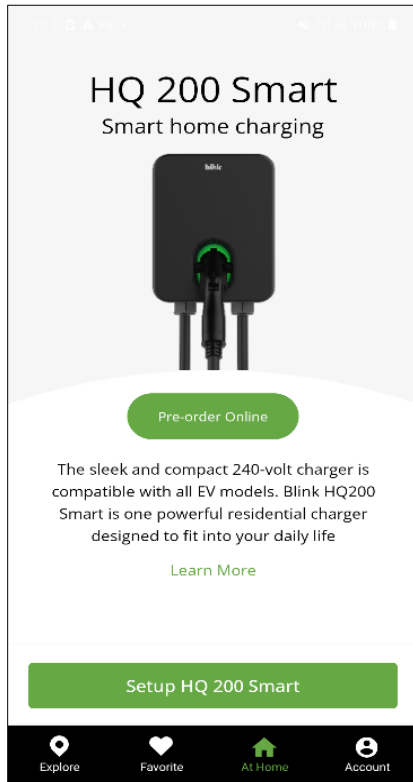 HQ 200 Smart
Smart home charging
blink
Pre-order Online
The sleek and compact 240-volt charger is
compatible with all EV models. Blink HQ200
Smart is one powerful residential charger
designed to fit into your daily life
Learn More
Setup HQ 200 Smart
Explore
Favorite
At Home
Account